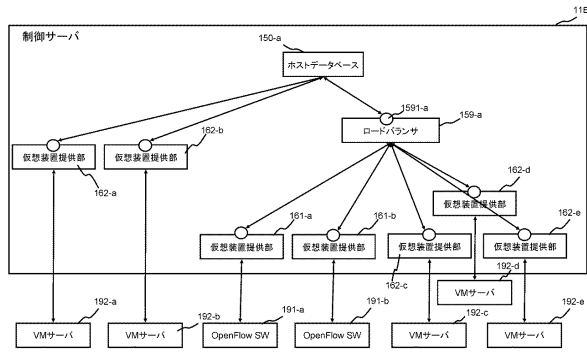 11B
制御サーバ
150-a
ホストデータベース
1591-a
159-a
ロードバランサ
162-b
仮想装置提供部
仮想装置提供部
162-a
162-d
仮想装置提供部
161-a
161-b
162-e
仮想装置提供部
仮想装置提供部
仮想装置提供部
仮想装置提供部
162-c
192-d
VMサーバ
192-a
192-b
191-a
191-b
192-c
192-e
VMサーバ
VMサーバ
OpenFlow SW
OpenFlow SW
VMサーバ
VMサーバ